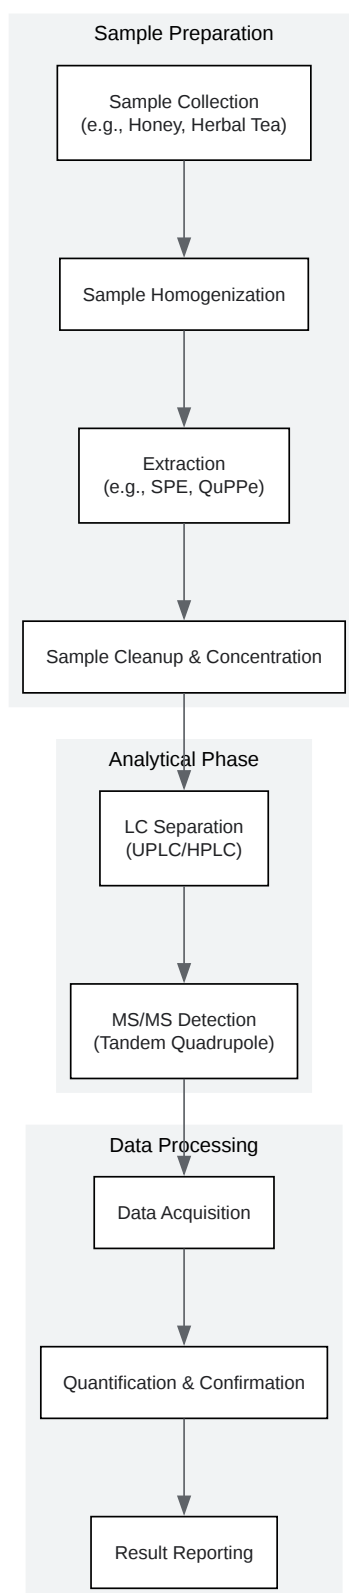 Sample Preparation
Sample Collection
(e.g., Honey, Herbal Tea)
Sample Homogenization
Extraction
(e.g., SPE, QuPPe)
Sample Cleanup & Concentration
Analytical Phase
LC Separation
(UPLC/HPLC)
MS/MS Detection
(Tandem Quadrupole)
Data Processing
Data Acquisition
Quantification & Confirmation
Result Reporting